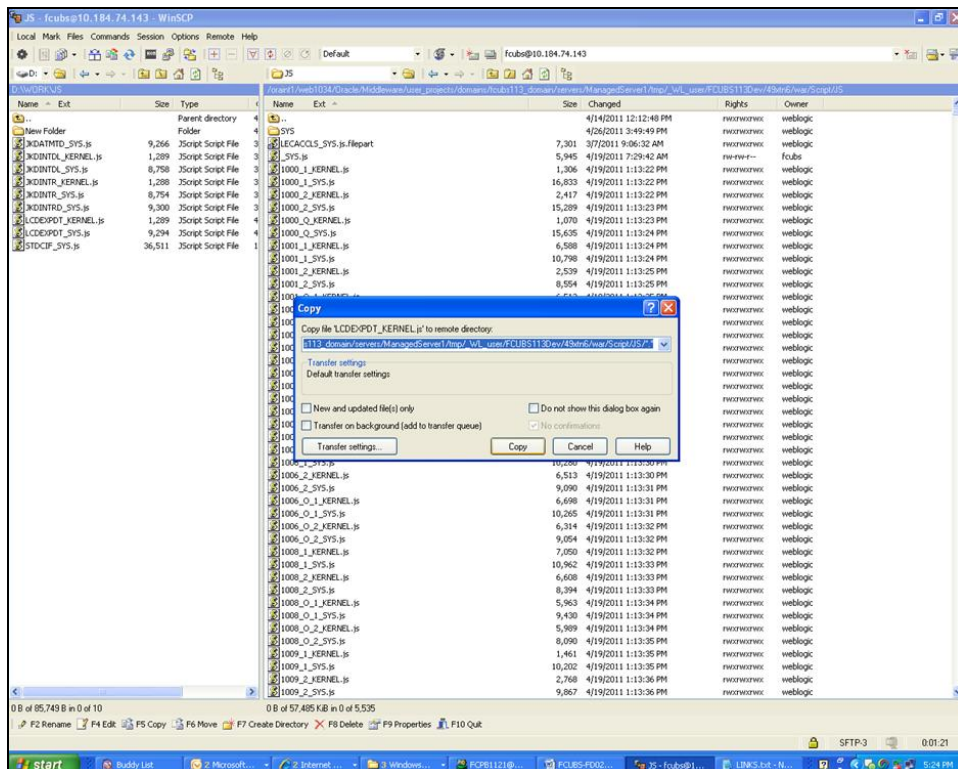 JS - fcubs@10.184.74.143 - WinSCP
Local Mark Files Commands Session Options Remote Help
Default fcubs@10.184.74.143
D: JS
D:\WORK\JS /oraint1/web1034/Oracle/Middleware/user_projects/domains/fcubs113_domain/servers/ManagedServer1/tmp/_WL_user/FCUBS113Dev/49xtn6/war/Script/JS
Name Ext Size Type Name Ext Size Changed Rights Owner
Parent directory 4 4/14/2011 12:12:48 PM rwxrwxrwx weblogic
New Folder Folder 4 SYS 4/26/2011 3:49:49 PM rwxrwxrwx weblogic
JKDATMTD_SYS.js 9,266 JScript Script File 3 LECACCLS_SYS.js.filepart 7,301 3/7/2011 9:06:32 AM rwxrwxrwx weblogic
JKDINTDL_KERNEL.js 1,289 JScript Script File 3 _SYS.js 5,945 4/19/2011 7:29:42 AM rw-rw-r-- fcubs
JKDINTDL_SYS.js 8,758 JScript Script File 3 1000_1_KERNEL.js 1,306 4/19/2011 1:13:22 PM rwxrwxrwx weblogic
JKDINTR_KERNEL.js 1,288 JScript Script File 3 1000_1_SYS.js 16,833 4/19/2011 1:13:22 PM rwxrwxrwx weblogic
JKDINTR_SYS.js 8,754 JScript Script File 3 1000_2_KERNEL.js 2,417 4/19/2011 1:13:22 PM rwxrwxrwx weblogic
JKDINTRD_SYS.js 9,300 JScript Script File 3 1000_2_SYS.js 15,289 4/19/2011 1:13:23 PM rwxrwxrwx weblogic
LCDEXPDT_KERNEL.js 1,289 JScript Script File 4 1000_Q_KERNEL.js 1,070 4/19/2011 1:13:23 PM rwxrwxrwx weblogic
LCDEXPDT_SYS.js 9,294 JScript Script File 4 1000_Q_SYS.js 15,635 4/19/2011 1:13:24 PM rwxrwxrwx weblogic
STDCIF_SYS.js 36,511 JScript Script File 1 1001_1_KERNEL.js 6,588 4/19/2011 1:13:24 PM rwxrwxrwx weblogic
1001_1_SYS.js 10,798 4/19/2011 1:13:24 PM rwxrwxrwx weblogic
1001_2_KERNEL.js 2,539 4/19/2011 1:13:25 PM rwxrwxrwx weblogic
1001_2_SYS.js 8,554 4/19/2011 1:13:25 PM rwxrwxrwx weblogic
rwxrwxrwx weblogic
Copy
Copy file 'LCDEXPDT_KERNEL.js' to remote directory:
s113_domain/servers/ManagedServer1/tmp/_WL_user/FCUBS113Dev/49xtn6/war/Script/JS/*.*
Transfer settings
Default transfer settings
New and updated file(s) only Do not show this dialog box again
Transfer on background (add to transfer queue) No confirmations
Transfer settings... Copy Cancel Help
1006_2_KERNEL.js 6,513 4/19/2011 1:13:30 PM rwxrwxrwx weblogic
1006_2_SYS.js 9,090 4/19/2011 1:13:31 PM rwxrwxrwx weblogic
1006_O_1_KERNEL.js 6,698 4/19/2011 1:13:31 PM rwxrwxrwx weblogic
1006_O_1_SYS.js 10,265 4/19/2011 1:13:31 PM rwxrwxrwx weblogic
1006_O_2_KERNEL.js 6,314 4/19/2011 1:13:32 PM rwxrwxrwx weblogic
1006_O_2_SYS.js 9,054 4/19/2011 1:13:32 PM rwxrwxrwx weblogic
1008_1_KERNEL.js 7,050 4/19/2011 1:13:32 PM rwxrwxrwx weblogic
1008_1_SYS.js 10,962 4/19/2011 1:13:33 PM rwxrwxrwx weblogic
1008_2_KERNEL.js 6,608 4/19/2011 1:13:33 PM rwxrwxrwx weblogic
1008_2_SYS.js 8,394 4/19/2011 1:13:33 PM rwxrwxrwx weblogic
1008_O_1_KERNEL.js 5,963 4/19/2011 1:13:34 PM rwxrwxrwx weblogic
1008_O_1_SYS.js 9,430 4/19/2011 1:13:34 PM rwxrwxrwx weblogic
1008_O_2_KERNEL.js 5,989 4/19/2011 1:13:34 PM rwxrwxrwx weblogic
1008_O_2_SYS.js 8,090 4/19/2011 1:13:35 PM rwxrwxrwx weblogic
1009_1_KERNEL.js 1,461 4/19/2011 1:13:35 PM rwxrwxrwx weblogic
1009_1_SYS.js 10,202 4/19/2011 1:13:35 PM rwxrwxrwx weblogic
1009_2_KERNEL.js 2,768 4/19/2011 1:13:36 PM rwxrwxrwx weblogic
1009_2_SYS.js 9,867 4/19/2011 1:13:36 PM rwxrwxrwx weblogic
0 B of 85,749 B in 0 of 10 0 B of 57,485 KiB in 0 of 5,535
F2 Rename F4 Edit F5 Copy F6 Move F7 Create Directory F8 Delete F9 Properties F10 Quit
SFTP-3 0:01:21
start Buddy List 2 Microsoft... 2 Internet ... 3 Windows... FCPB1121@... FCUBS-FD02... JS - fcubs@1... LINKS.txt - N... 5:24 PM